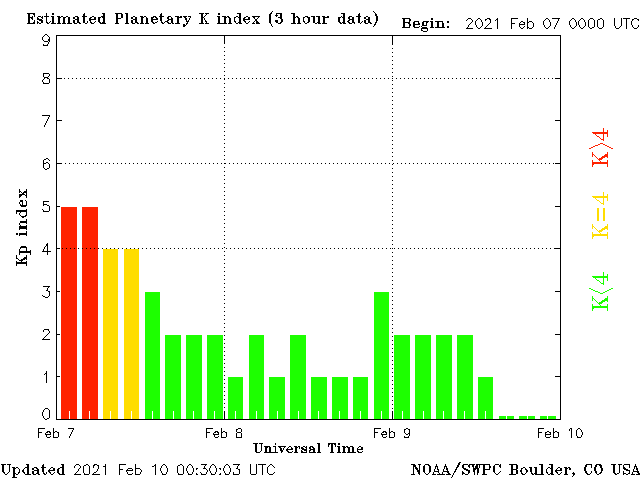 Estimated Planetary K index (3 hour data) Begin: 2021 Feb 07 0000 UTC
9
8
7
6
5
4
3
2
1
0
Kp index
K>4
K=4
K<4
Feb 7 Feb 8 Feb 9 Feb 10
Universal Time
Updated 2021 Feb 10 00:30:03 UTC NOAA/SWPC Boulder, CO USA